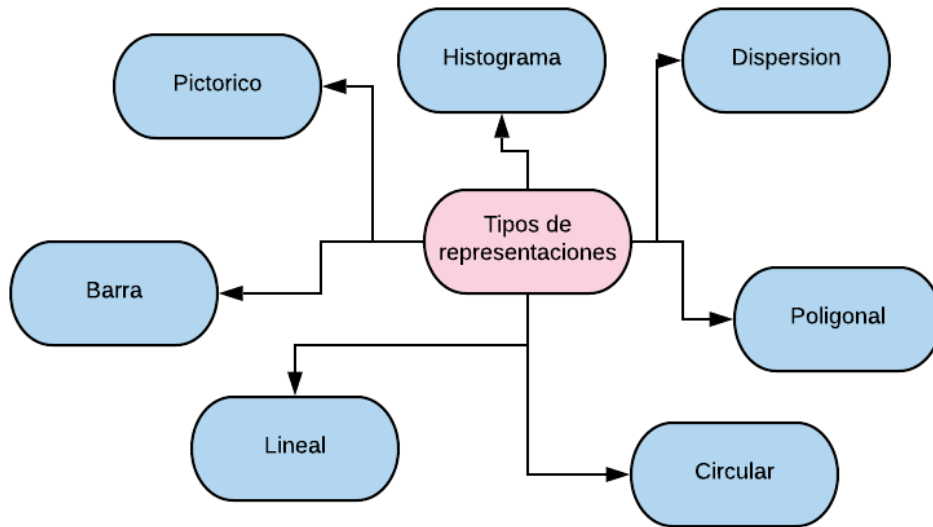 Histograma
Dispersion
Pictorico
Tipos de
representaciones
Barra
Poligonal
Lineal
Circular